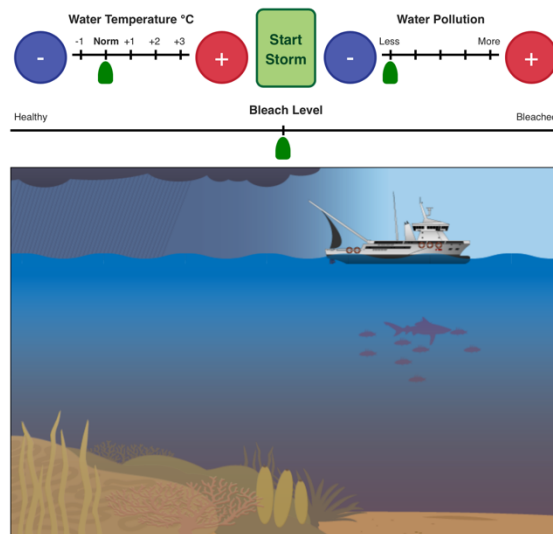 Water Temperature °C
Water Pollution
-
-1 Norm +1 +2 +3
+
Start
Storm
-
Less
More
+
Healthy
Bleach Level
Bleached